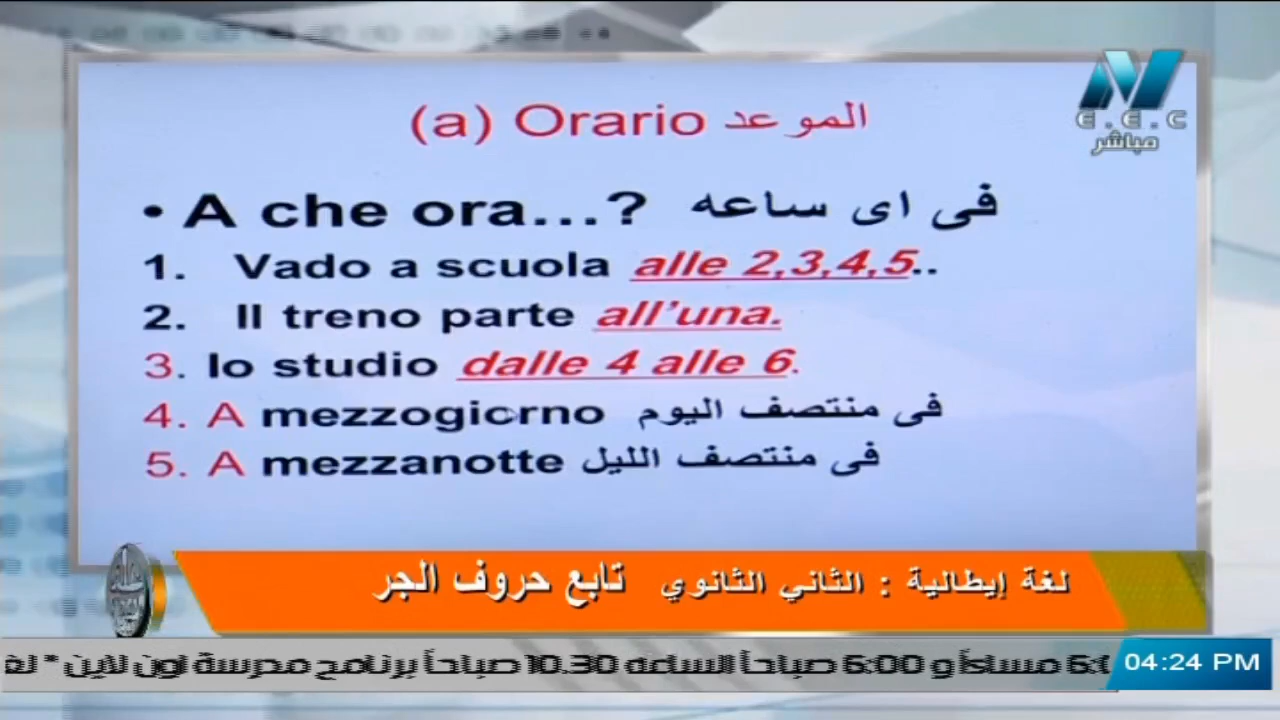 (a) Orario الموعد
E.E.C
مباشر
• A che ora...? فى اى ساعه
1. Vado a scuola alle 2,3,4,5..
2. Il treno parte all’una.
3. Io studio dalle 4 alle 6.
4. A mezzogiorno فى منتصف اليوم
5. A mezzanotte فى منتصف الليل
لغة إيطالية : الثاني الثانوي تابع حروف الجر
مساءاً و 6:00 صباحاً الساعه 10.30 صباحاً برنامج مدرسة اون لاين *
04:24 PM